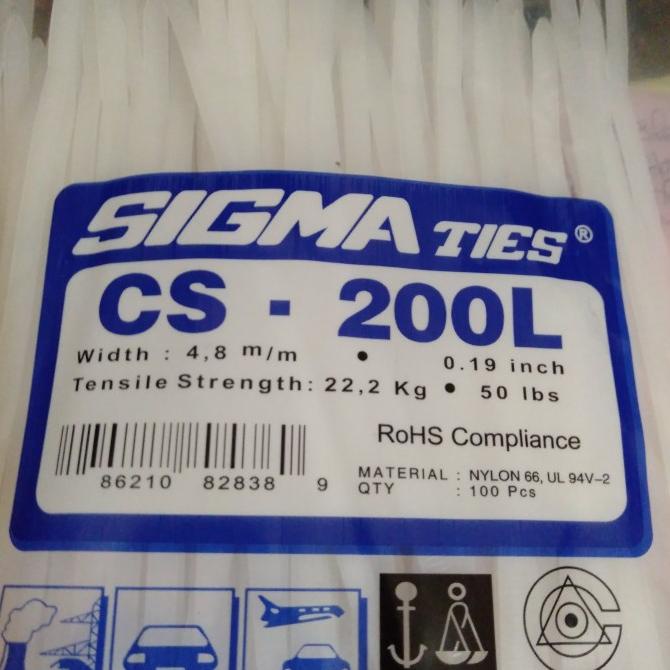 SIGMA TIES®
CS - 200L
Width : 4,8 m/m • 0.19 inch
Tensile Strength: 22,2 Kg • 50 lbs
RoHS Compliance
86210 82838 9
MATERIAL : NYLON 66, UL 94V-2
QTY : 100 Pcs